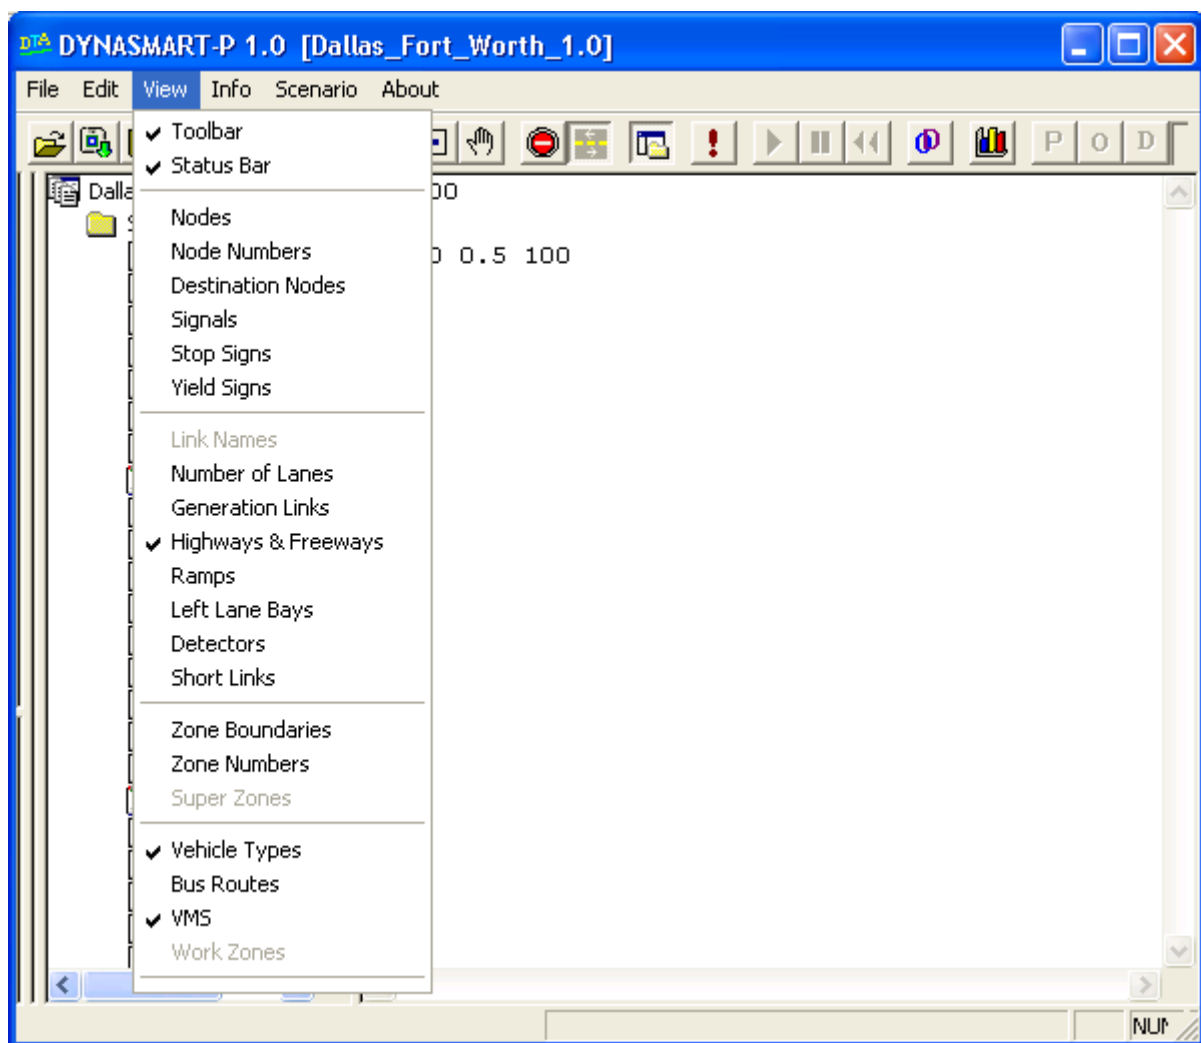 DTA DYNASMART-P 1.0 [Dallas_Fort_Worth_1.0]
File Edit View Info Scenario About
P O D
Toolbar
Status Bar
Nodes
Node Numbers
0 0.5 100
Destination Nodes
Signals
Stop Signs
Yield Signs
Link Names
Number of Lanes
Generation Links
Highways & Freeways
Ramps
Left Lane Bays
Detectors
Short Links
Zone Boundaries
Zone Numbers
Super Zones
Vehicle Types
Bus Routes
VMS
Work Zones